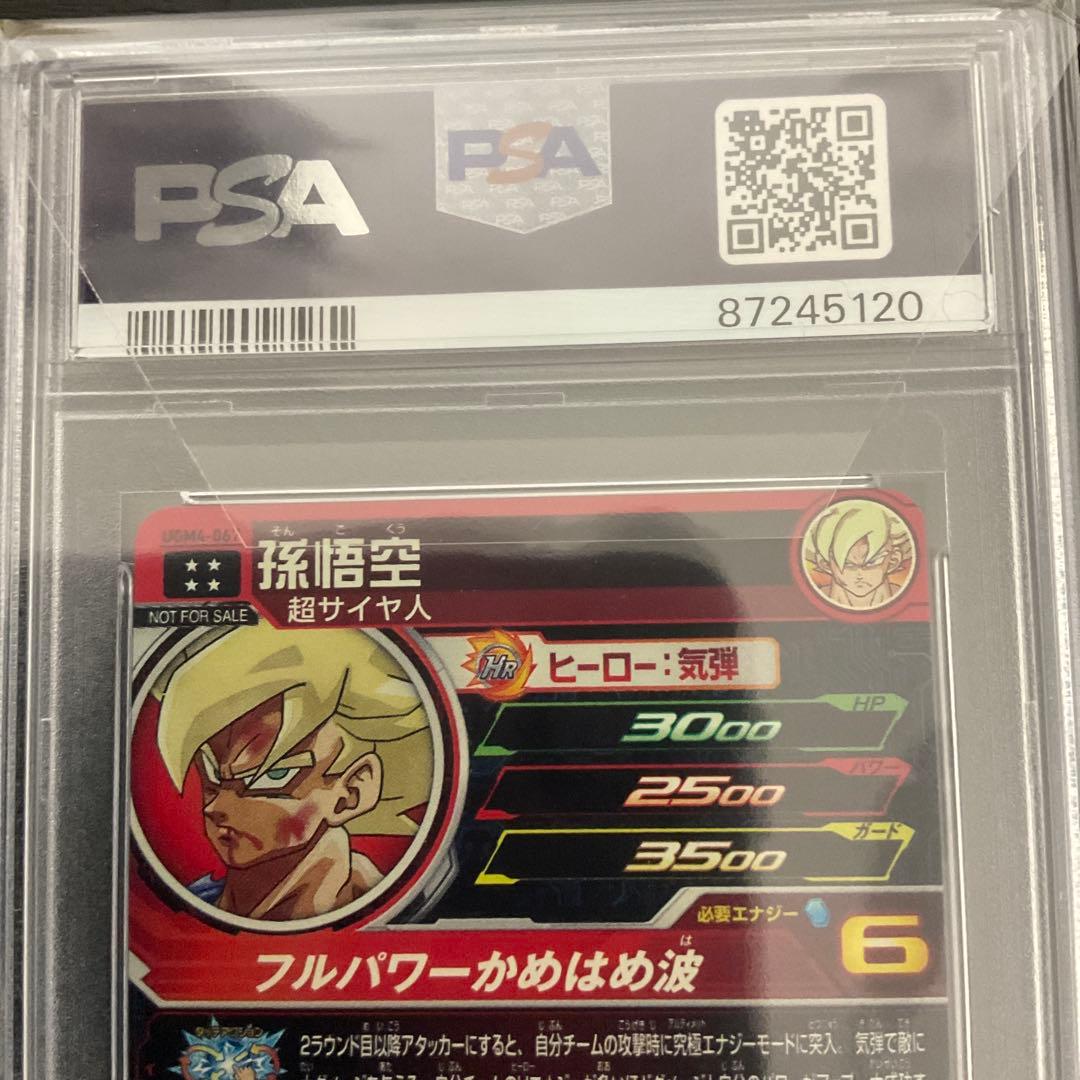 PSA
PSA
87245120
UGM4-067
そん ご くう
孫悟空
超サイヤ人
★★
★★
NOT FOR SALE
HR ヒーロー：気弾
HP
3000
パワー
2500
ガード
3500
必要エナジー 6
は
フルパワーかめはめ波
2ラウンド目以降アタッカーにすると、自分チームの攻撃時に究極エナジーモードに突入。気弾で敵に